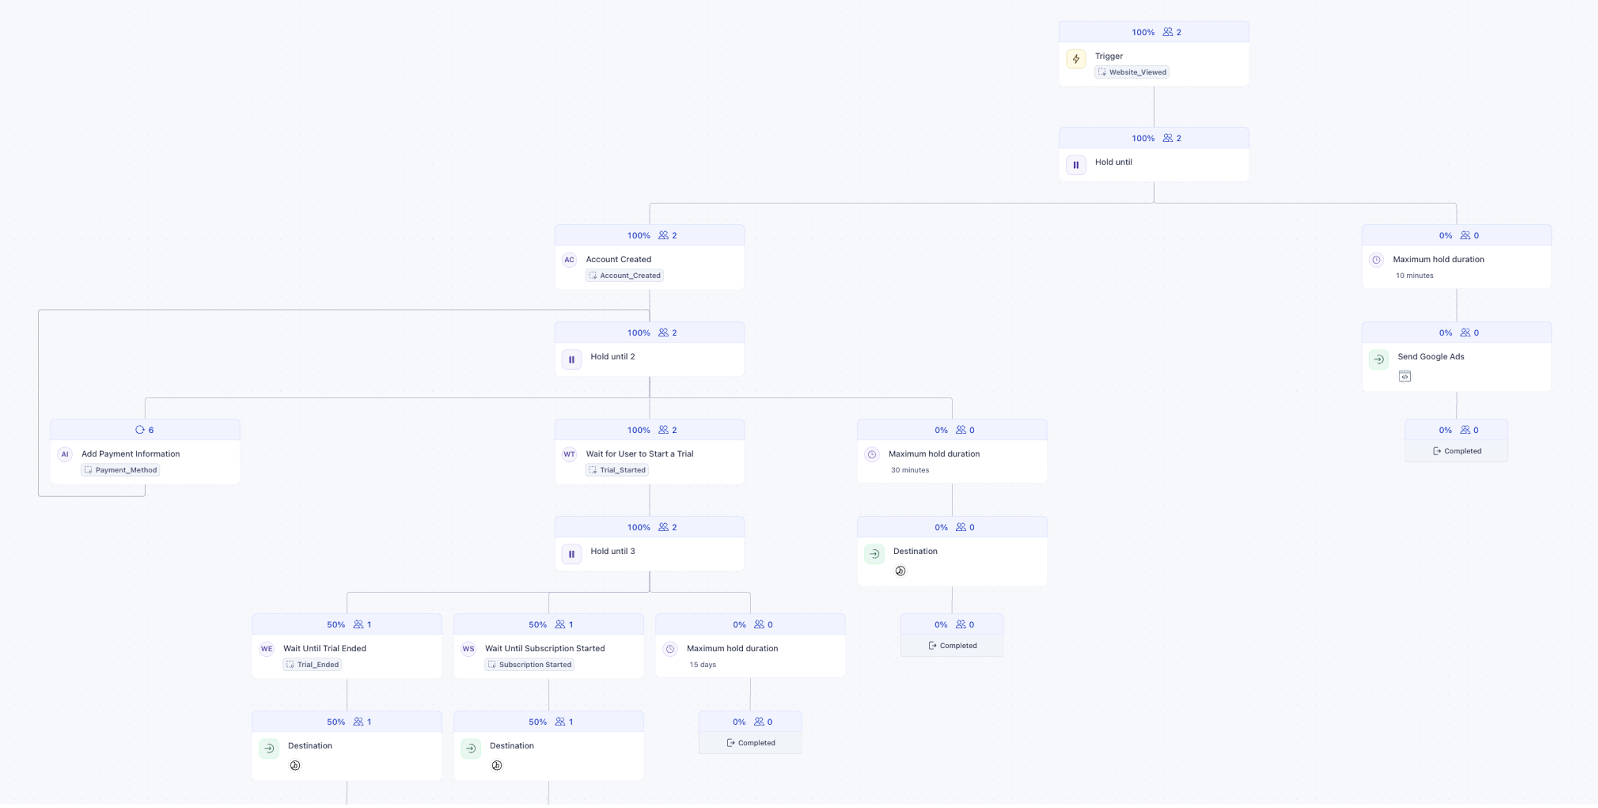 100% 2
Trigger
Website_Viewed
100% 2
Hold until
100% 2
Account Created
Account_Created
0% 0
Maximum hold duration
10 minutes
100% 2
Hold until 2
0% 0
Send Google Ads
6
AI Add Payment Information
Payment_Method
100% 2
WT Wait for User to Start a Trial
Trial_Started
0% 0
Maximum hold duration
30 minutes
0% 0
Completed
100% 2
Hold until 3
0% 0
Destination
50% 1
WE Wait Until Trial Ended
Trial_Ended
50% 1
WS Wait Until Subscription Started
Subscription Started
0% 0
Maximum hold duration
15 days
0% 0
Completed
50% 1
Destination
50% 1
Destination
0% 0
Completed